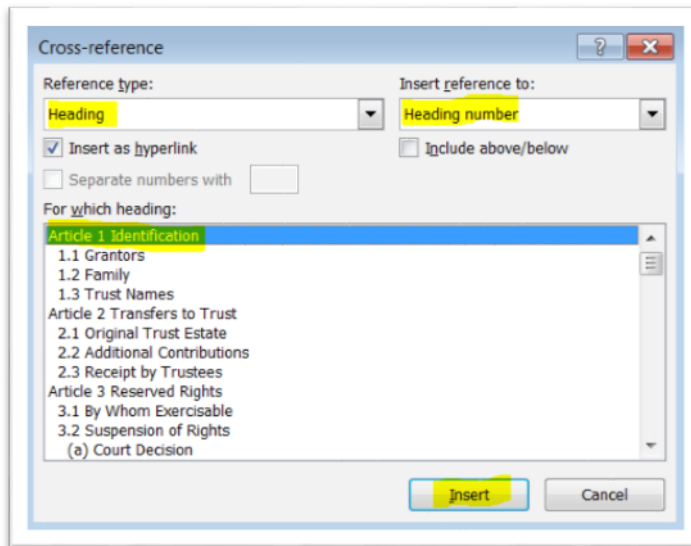 Cross-reference
Reference type:
Insert reference to:
Heading
Heading number
Insert as hyperlink
Include above/below
Separate numbers with
For which heading:
Article 1 Identification
1.1 Grantors
1.2 Family
1.3 Trust Names
Article 2 Transfers to Trust
2.1 Original Trust Estate
2.2 Additional Contributions
2.3 Receipt by Trustees
Article 3 Reserved Rights
3.1 By Whom Exercisable
3.2 Suspension of Rights
(a) Court Decision
Insert
Cancel